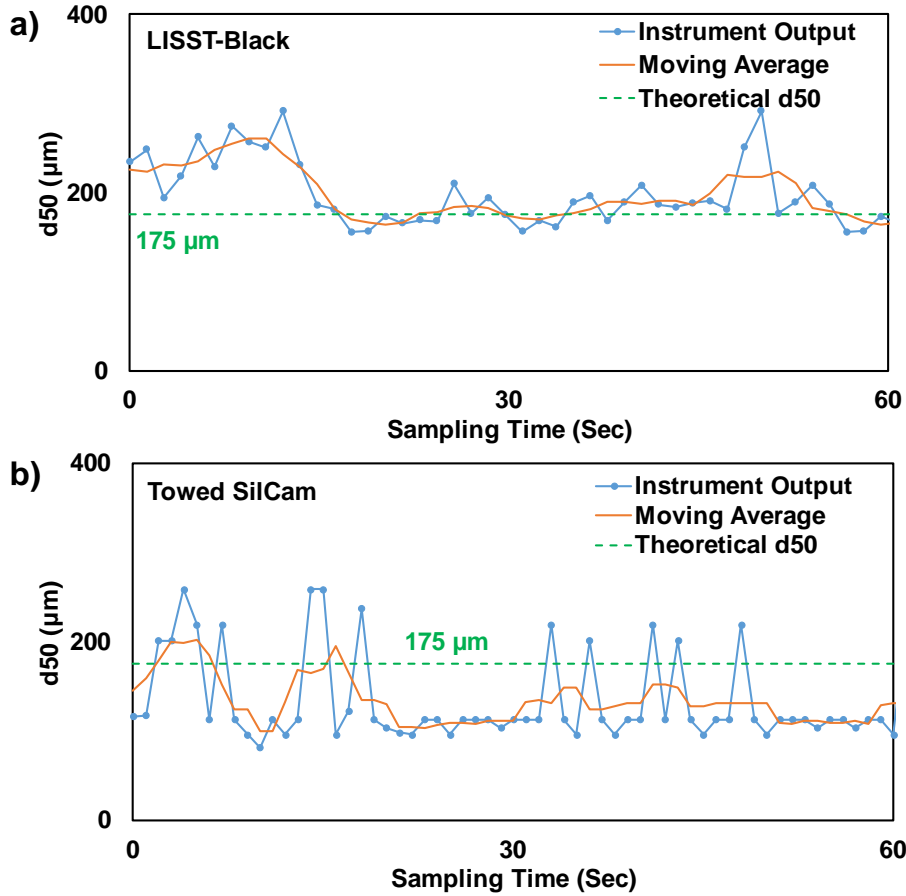 a)
400
LISST-Black
Instrument Output
Moving Average
Theoretical d50
d50 (µm)
200
175 µm
0
0
30
60
Sampling Time (Sec)
b)
400
Towed SilCam
Instrument Output
Moving Average
Theoretical d50
d50 (µm)
200
175 µm
0
0
30
60
Sampling Time (Sec)